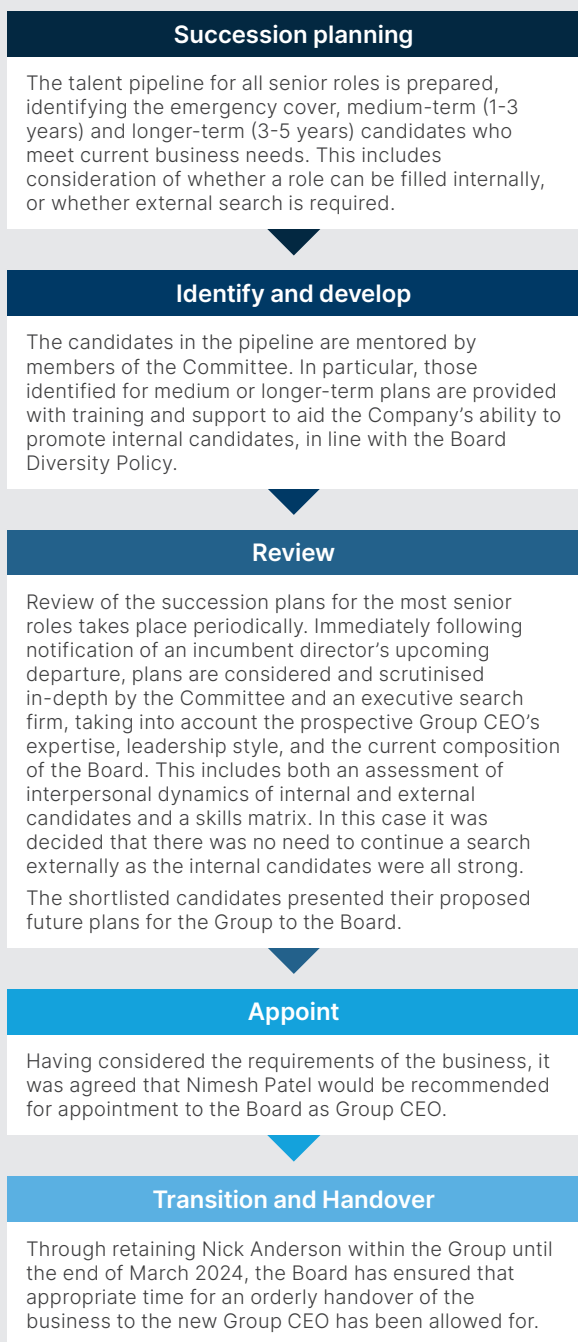 Succession planning
The talent pipeline for all senior roles is prepared,
identifying the emergency cover, medium-term (1-3
years) and longer-term (3-5 years) candidates who
meet current business needs. This includes
consideration of whether a role can be filled internally,
or whether external search is required.
Identify and develop
The candidates in the pipeline are mentored by
members of the Committee. In particular, those
identified for medium or longer-term plans are provided
with training and support to aid the Company’s ability to
promote internal candidates, in line with the Board
Diversity Policy.
Review
Review of the succession plans for the most senior
roles takes place periodically. Immediately following
notification of an incumbent director’s upcoming
departure, plans are considered and scrutinised
in-depth by the Committee and an executive search
firm, taking into account the prospective Group CEO’s
expertise, leadership style, and the current composition
of the Board. This includes both an assessment of
interpersonal dynamics of internal and external
candidates and a skills matrix. In this case it was
decided that there was no need to continue a search
externally as the internal candidates were all strong.
The shortlisted candidates presented their proposed
future plans for the Group to the Board.
Appoint
Having considered the requirements of the business, it
was agreed that Nimesh Patel would be recommended
for appointment to the Board as Group CEO.
Transition and Handover
Through retaining Nick Anderson within the Group until
the end of March 2024, the Board has ensured that
appropriate time for an orderly handover of the
business to the new Group CEO has been allowed for.